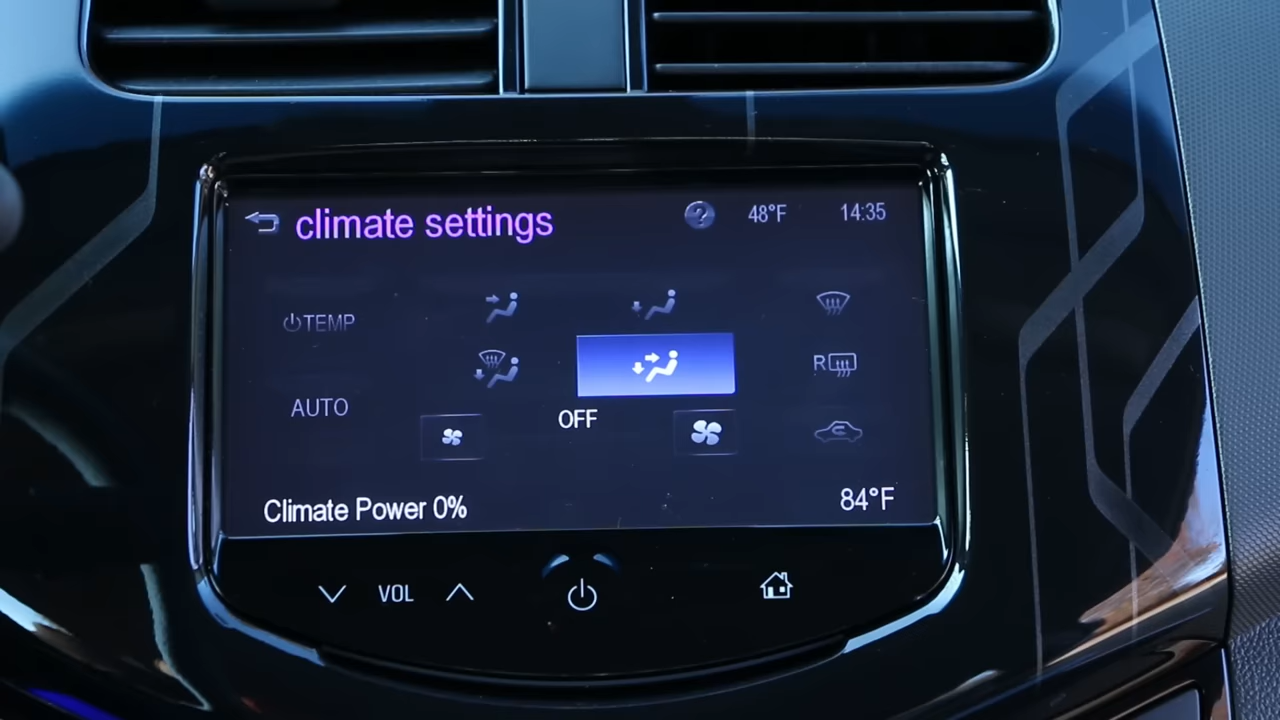 climate settings ? 48°F 14:35
TEMP
R
AUTO
OFF
Climate Power 0% 84°F
VOL